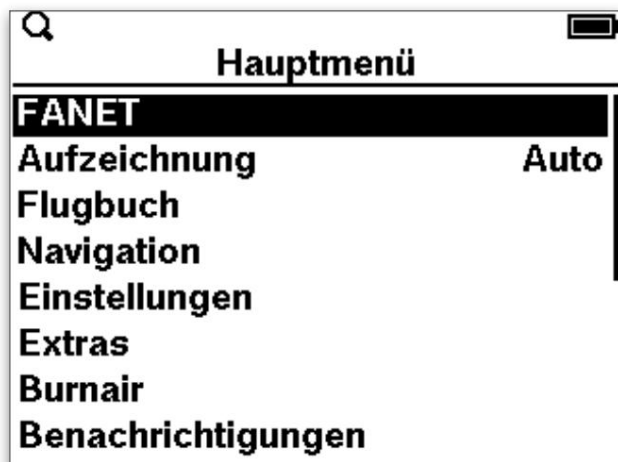 Hauptmenü
FANET
Aufzeichnung Auto
Flugbuch
Navigation
Einstellungen
Extras
Burnair
Benachrichtigungen